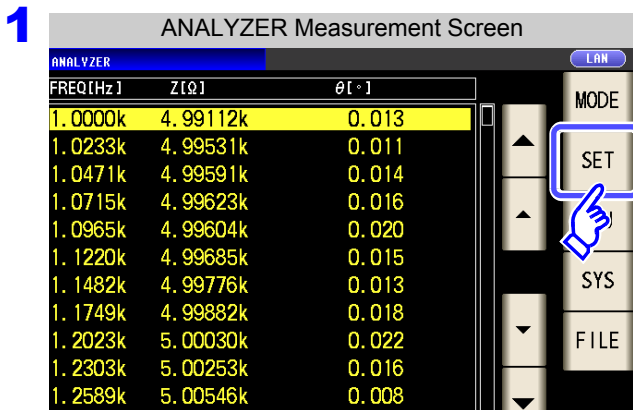 1
ANALYZER Measurement Screen
ANALYZER LAN
FREQ[Hz] Z[Ω] θ[°]
1.0000k 4.99112k 0.013
1.0233k 4.99531k 0.011
1.0471k 4.99591k 0.014
1.0715k 4.99623k 0.016
1.0965k 4.99604k 0.020
1.1220k 4.99685k 0.015
1.1482k 4.99776k 0.013
1.1749k 4.99882k 0.018
1.2023k 5.00030k 0.022
1.2303k 5.00253k 0.016
1.2589k 5.00546k 0.008
MODE
SET
SYS
FILE